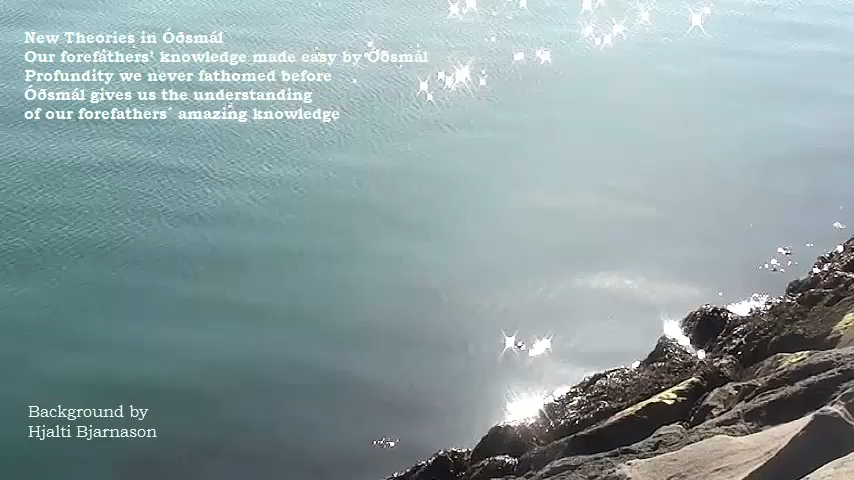 New Theories in Óðsmál
Our forefathers' knowledge made easy by Óðsmál
Profundity we never fathomed before
Óðsmál gives us the understanding
of our forefathers´ amazing knowledge
Background by
Hjalti Bjarnason